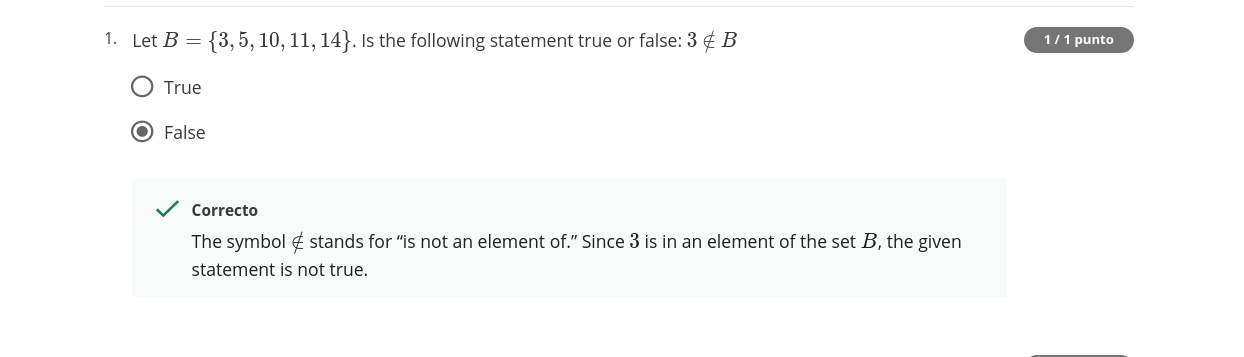 1. Let B = {3, 5, 10, 11, 14}. Is the following statement true or false: 3 ∉ B
1 / 1 punto
True
False
Correcto
The symbol ∉ stands for “is not an element of.” Since 3 is in an element of the set B, the given
statement is not true.